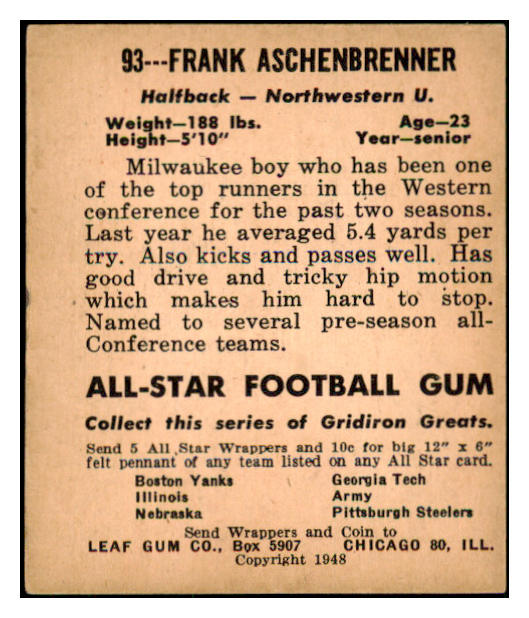 93---FRANK ASCHENBRENNER
Halfback — Northwestern U.
Weight—188 lbs. Age—23
Height—5'10" Year—senior
Milwaukee boy who has been one
of the top runners in the Western
conference for the past two seasons.
Last year he averaged 5.4 yards per
try. Also kicks and passes well. Has
good drive and tricky hip motion
which makes him hard to stop.
Named to several pre-season all-
Conference teams.
ALL-STAR FOOTBALL GUM
Collect this series of Gridiron Greats.
Send 5 All Star Wrappers and 10c for big 12" x 6"
felt pennant of any team listed on any All Star card.
Boston Yanks Georgia Tech
Illinois Army
Nebraska Pittsburgh Steelers
Send Wrappers and Coin to
LEAF GUM CO., Box 5907 CHICAGO 80, ILL.
Copyright 1948